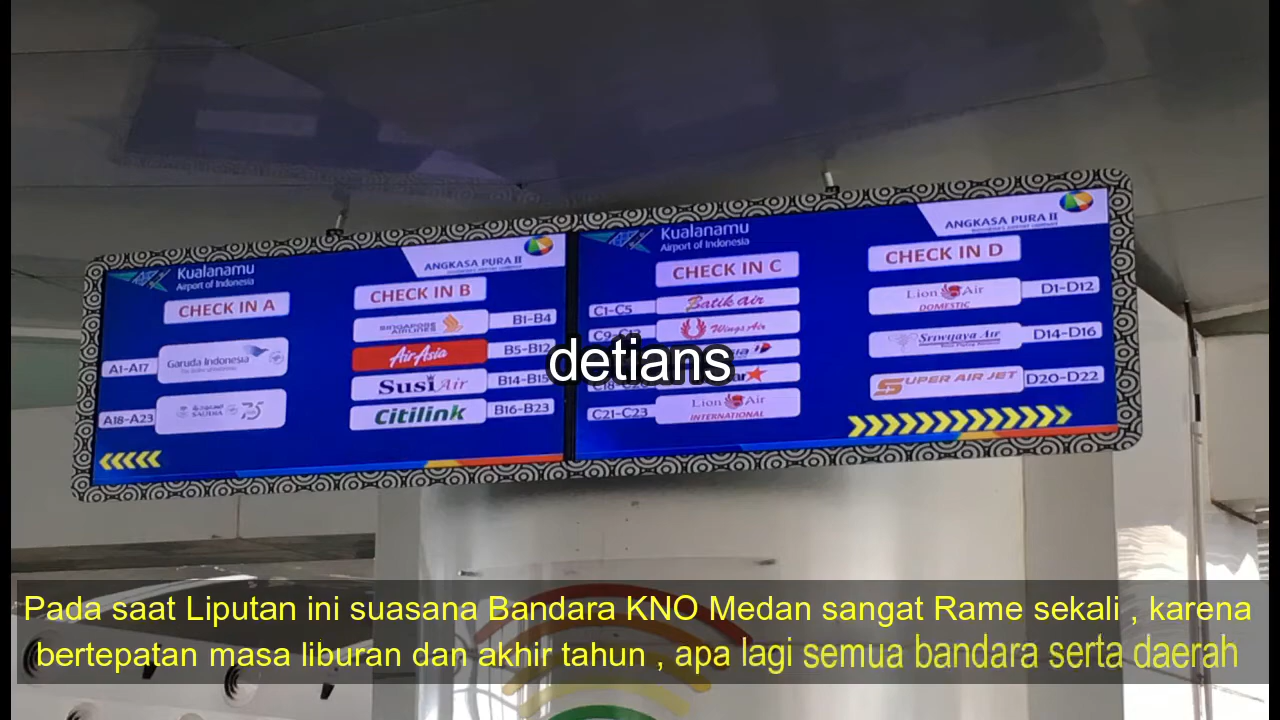 Kualanamu
Airport of Indonesia
ANGKASA PURA II
CHECK IN A
CHECK IN B
A1-A17
Garuda Indonesia
A18-A23
SAUDIA
75
SINGAPORE AIRLINES
B1-B4
AirAsia
B5-B12
Susi Air
B14-B15
Citilink
B16-B23
Kualanamu
Airport of Indonesia
ANGKASA PURA II
CHECK IN C
CHECK IN D
C1-C5
Batik air
Wings Air
C21-C23
Lion Air
INTERNATIONAL
Lion Air
DOMESTIC
D1-D12
Sriwijaya Air
D14-D16
SUPER AIR JET
D20-D22
detians
Pada saat Liputan ini suasana Bandara KNO Medan sangat Rame sekali , karena
bertepatan masa liburan dan akhir tahun , apa lagi semua bandara serta daerah